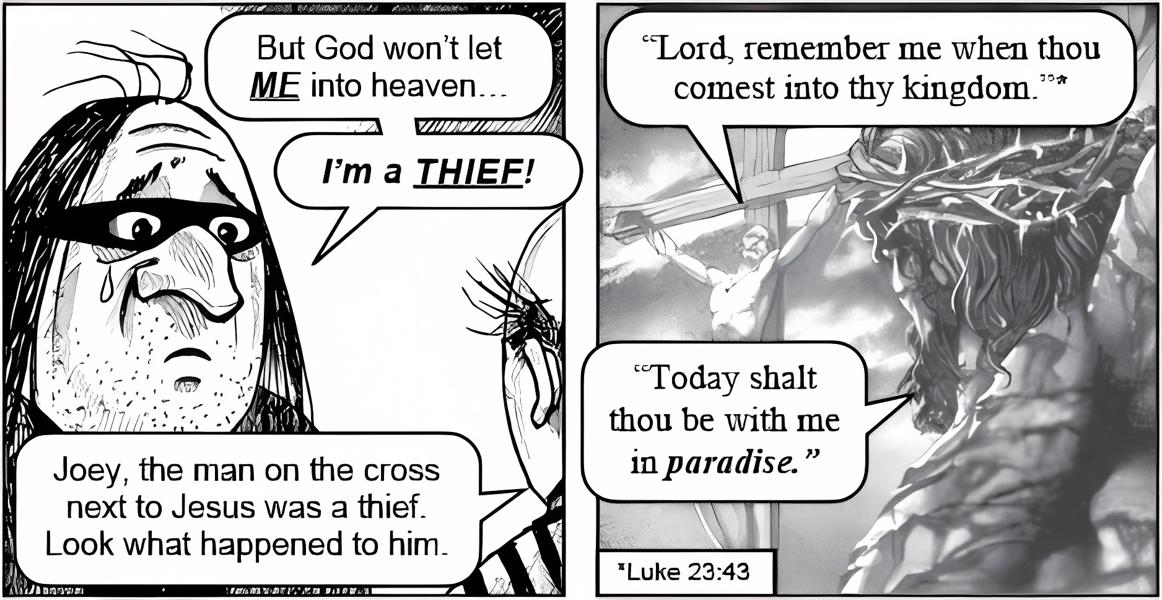 But God won't let
ME into heaven...
I'm a THIEF!
Joey, the man on the cross
next to Jesus was a thief.
Look what happened to him.
“Lord, remember me when thou
comest into thy kingdom.”*
“Today shalt
thou be with me
in paradise.”
*Luke 23:43